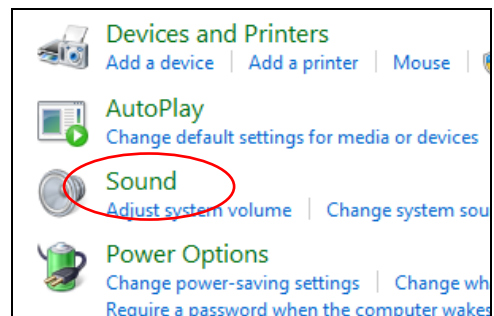 Devices and Printers
Add a device Add a printer Mouse
AutoPlay
Change default settings for media or devices
Sound
Adjust system volume Change system sou
Power Options
Change power-saving settings Change wh
Require a password when the computer wakes